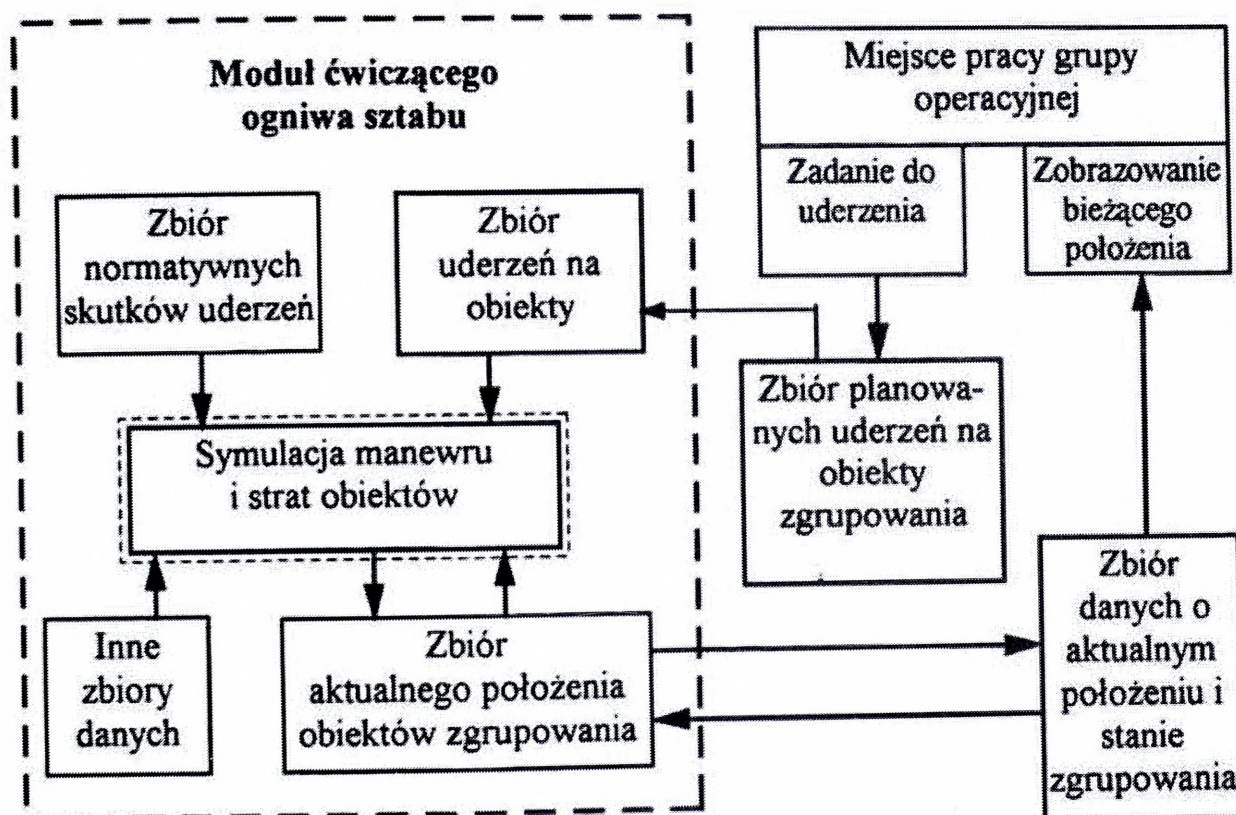 Moduł ćwiczącego
ogniwa sztabu
Miejsce pracy grupy
operacyjnej
Zadanie do
uderzenia
Zobrazowanie
bieżącego
położenia
Zbiór
normatywnych
skutków uderzeń
Zbiór
uderzeń na
obiekty
Zbiór planowa-
nych uderzeń na
obiekty
zgrupowania
Symulacja manewru
i strat obiektów
Inne
zbiory
danych
Zbiór
aktualnego położenia
obiektów zgrupowania
Zbiór
danych o
aktualnym
położeniu i
stanie
zgrupowania